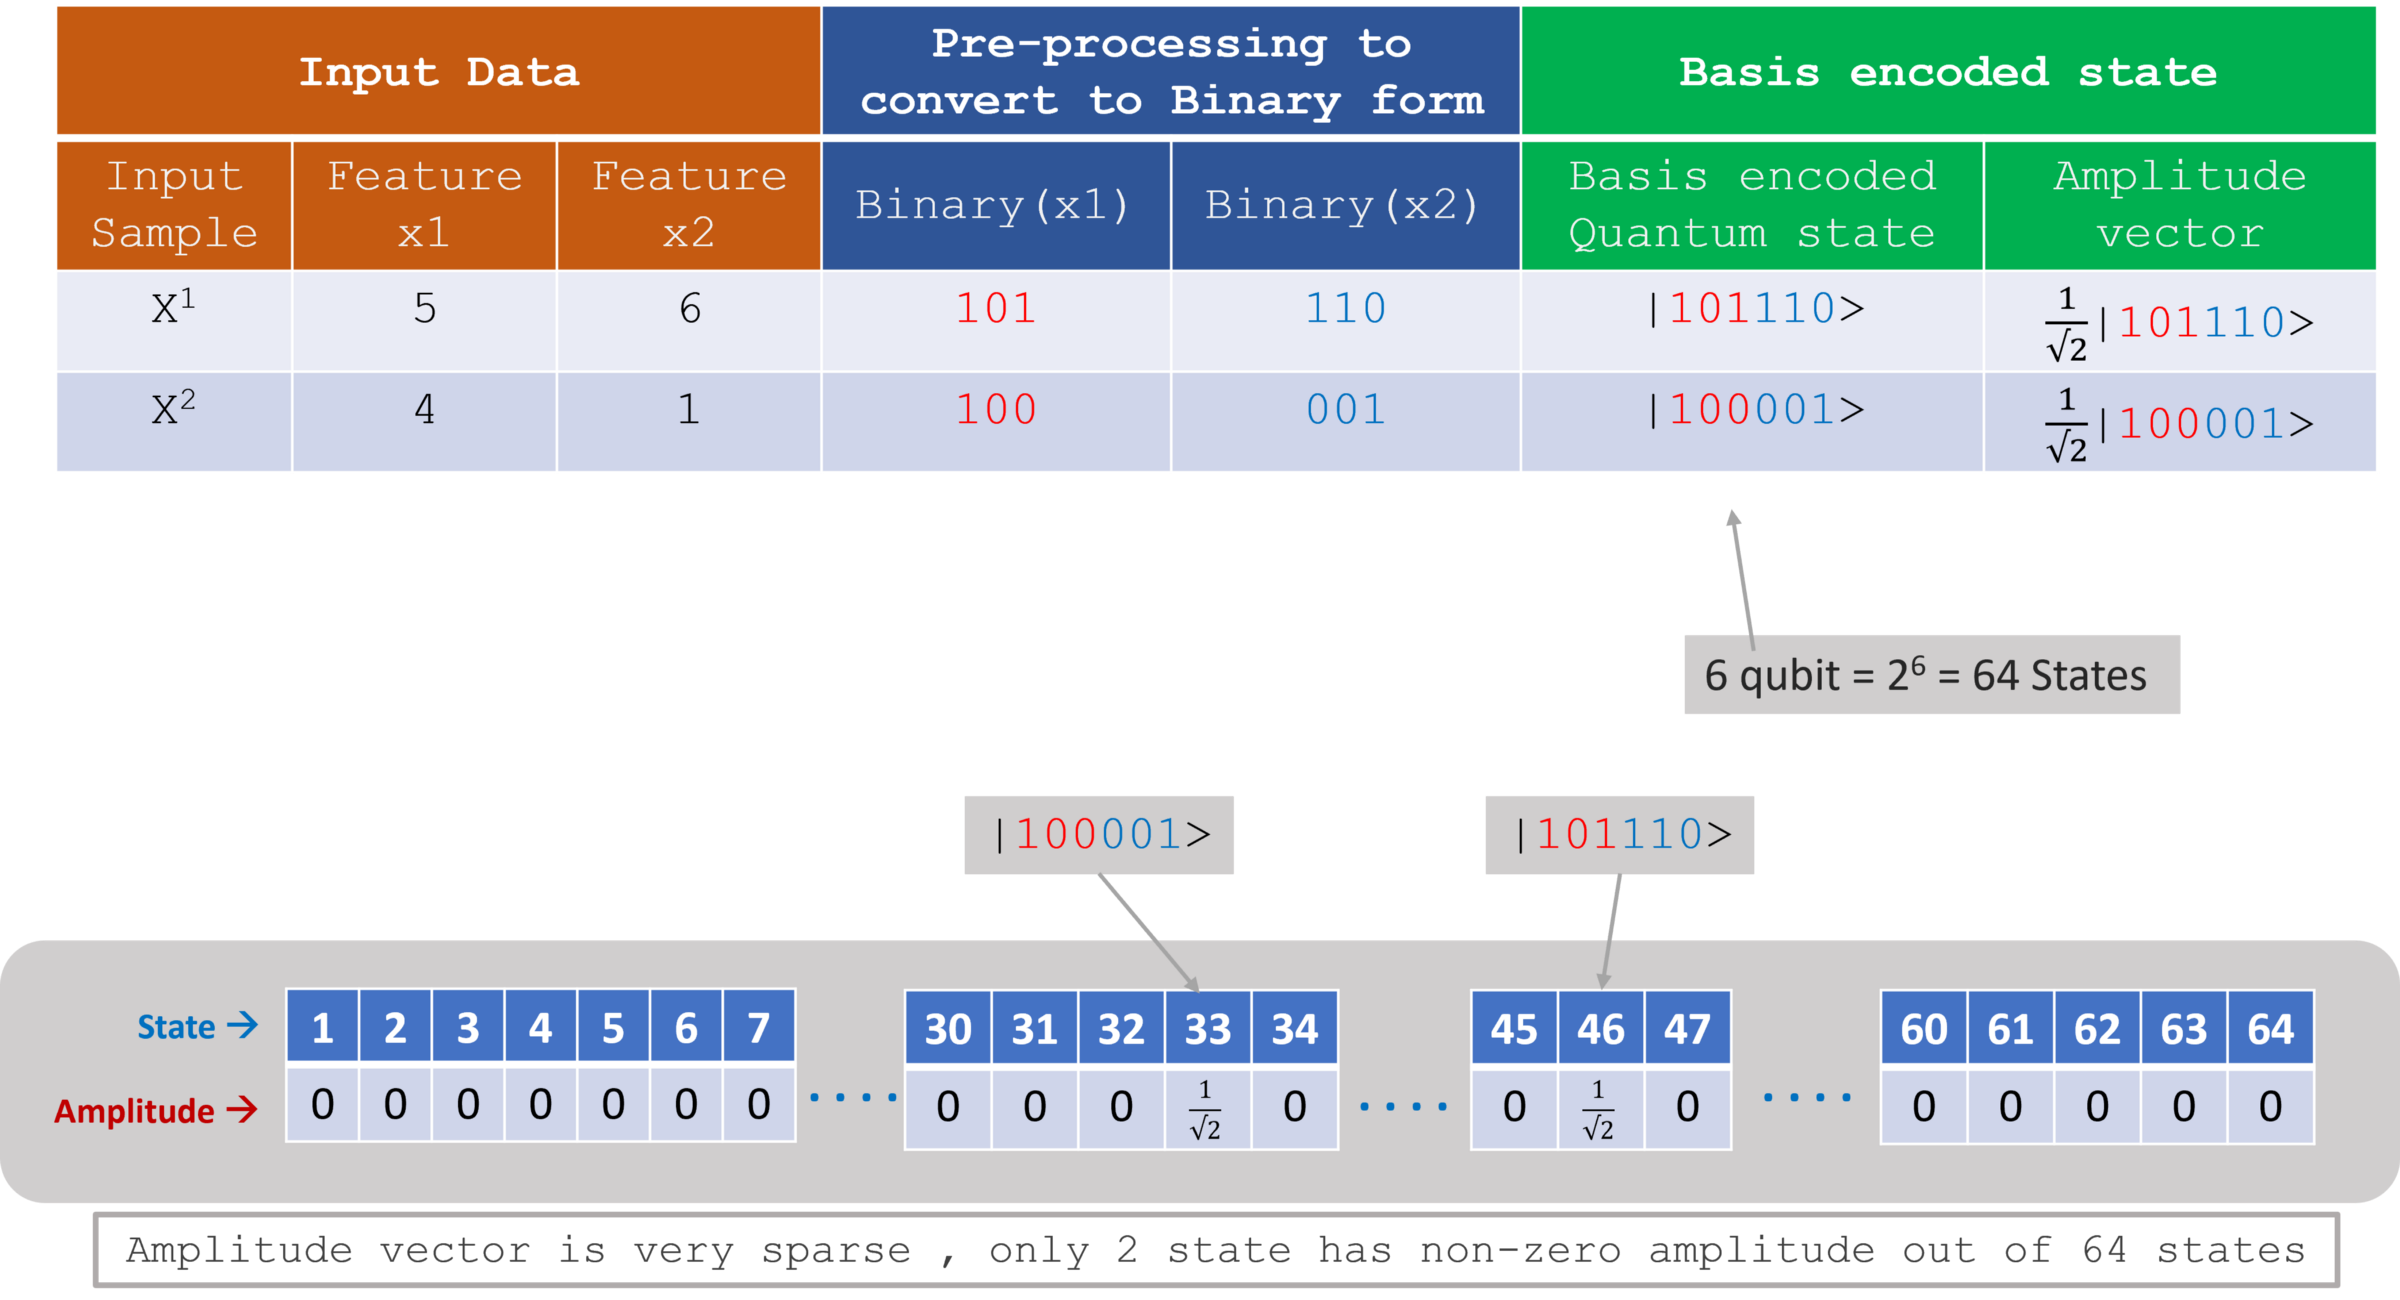 Input Data
Pre-processing to
convert to Binary form
Basis encoded state
Input
Sample
Feature
x1
Feature
x2
Binary(x1)
Binary(x2)
Basis encoded
Quantum state
Amplitude
vector
X¹ 5 6 101 110 |101110> 1/√2 |101110>
X² 4 1 100 001 |100001> 1/√2 |100001>
6 qubit = 2⁶ = 64 States
|100001>
|101110>
State → 1 2 3 4 5 6 7 30 31 32 33 34 45 46 47 60 61 62 63 64
Amplitude → 0 0 0 0 0 0 0 .... 0 0 0 1/√2 0 .... 0 1/√2 0 .... 0 0 0 0 0
Amplitude vector is very sparse , only 2 state has non-zero amplitude out of 64 states